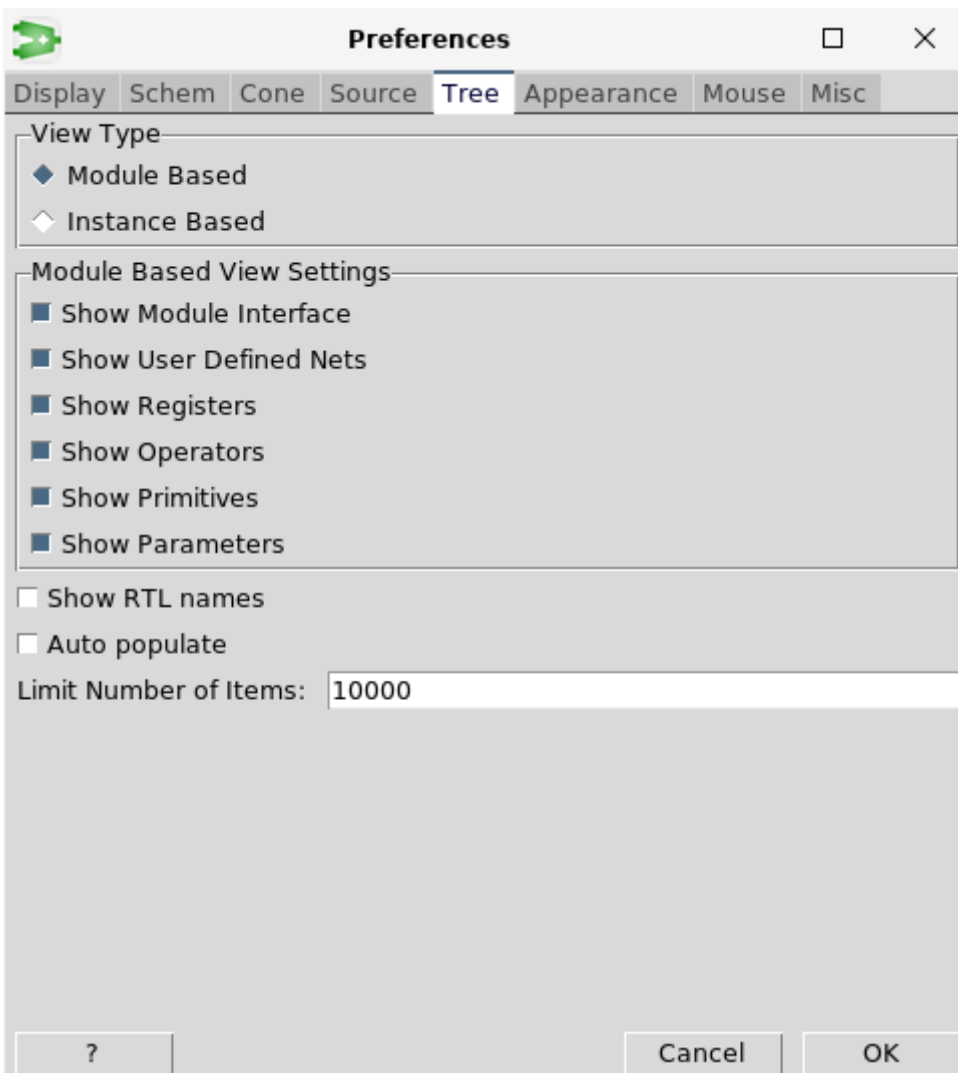 Preferences
Display Schem Cone Source Tree Appearance Mouse Misc
View Type
Module Based
Instance Based
Module Based View Settings
Show Module Interface
Show User Defined Nets
Show Registers
Show Operators
Show Primitives
Show Parameters
Show RTL names
Auto populate
Limit Number of Items: 10000
? Cancel OK